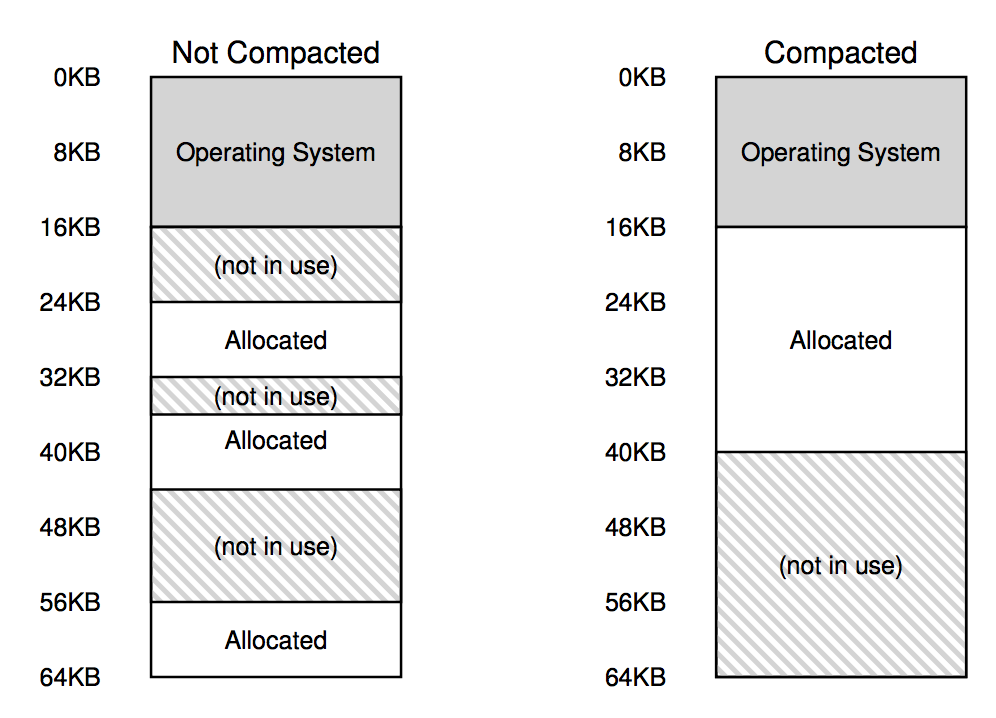 Not Compacted
0KB
8KB
Operating System
16KB
(not in use)
24KB
Allocated
32KB
(not in use)
Allocated
40KB
48KB
(not in use)
56KB
Allocated
64KB
Compacted
0KB
8KB
Operating System
16KB
24KB
Allocated
32KB
40KB
48KB
(not in use)
56KB
64KB